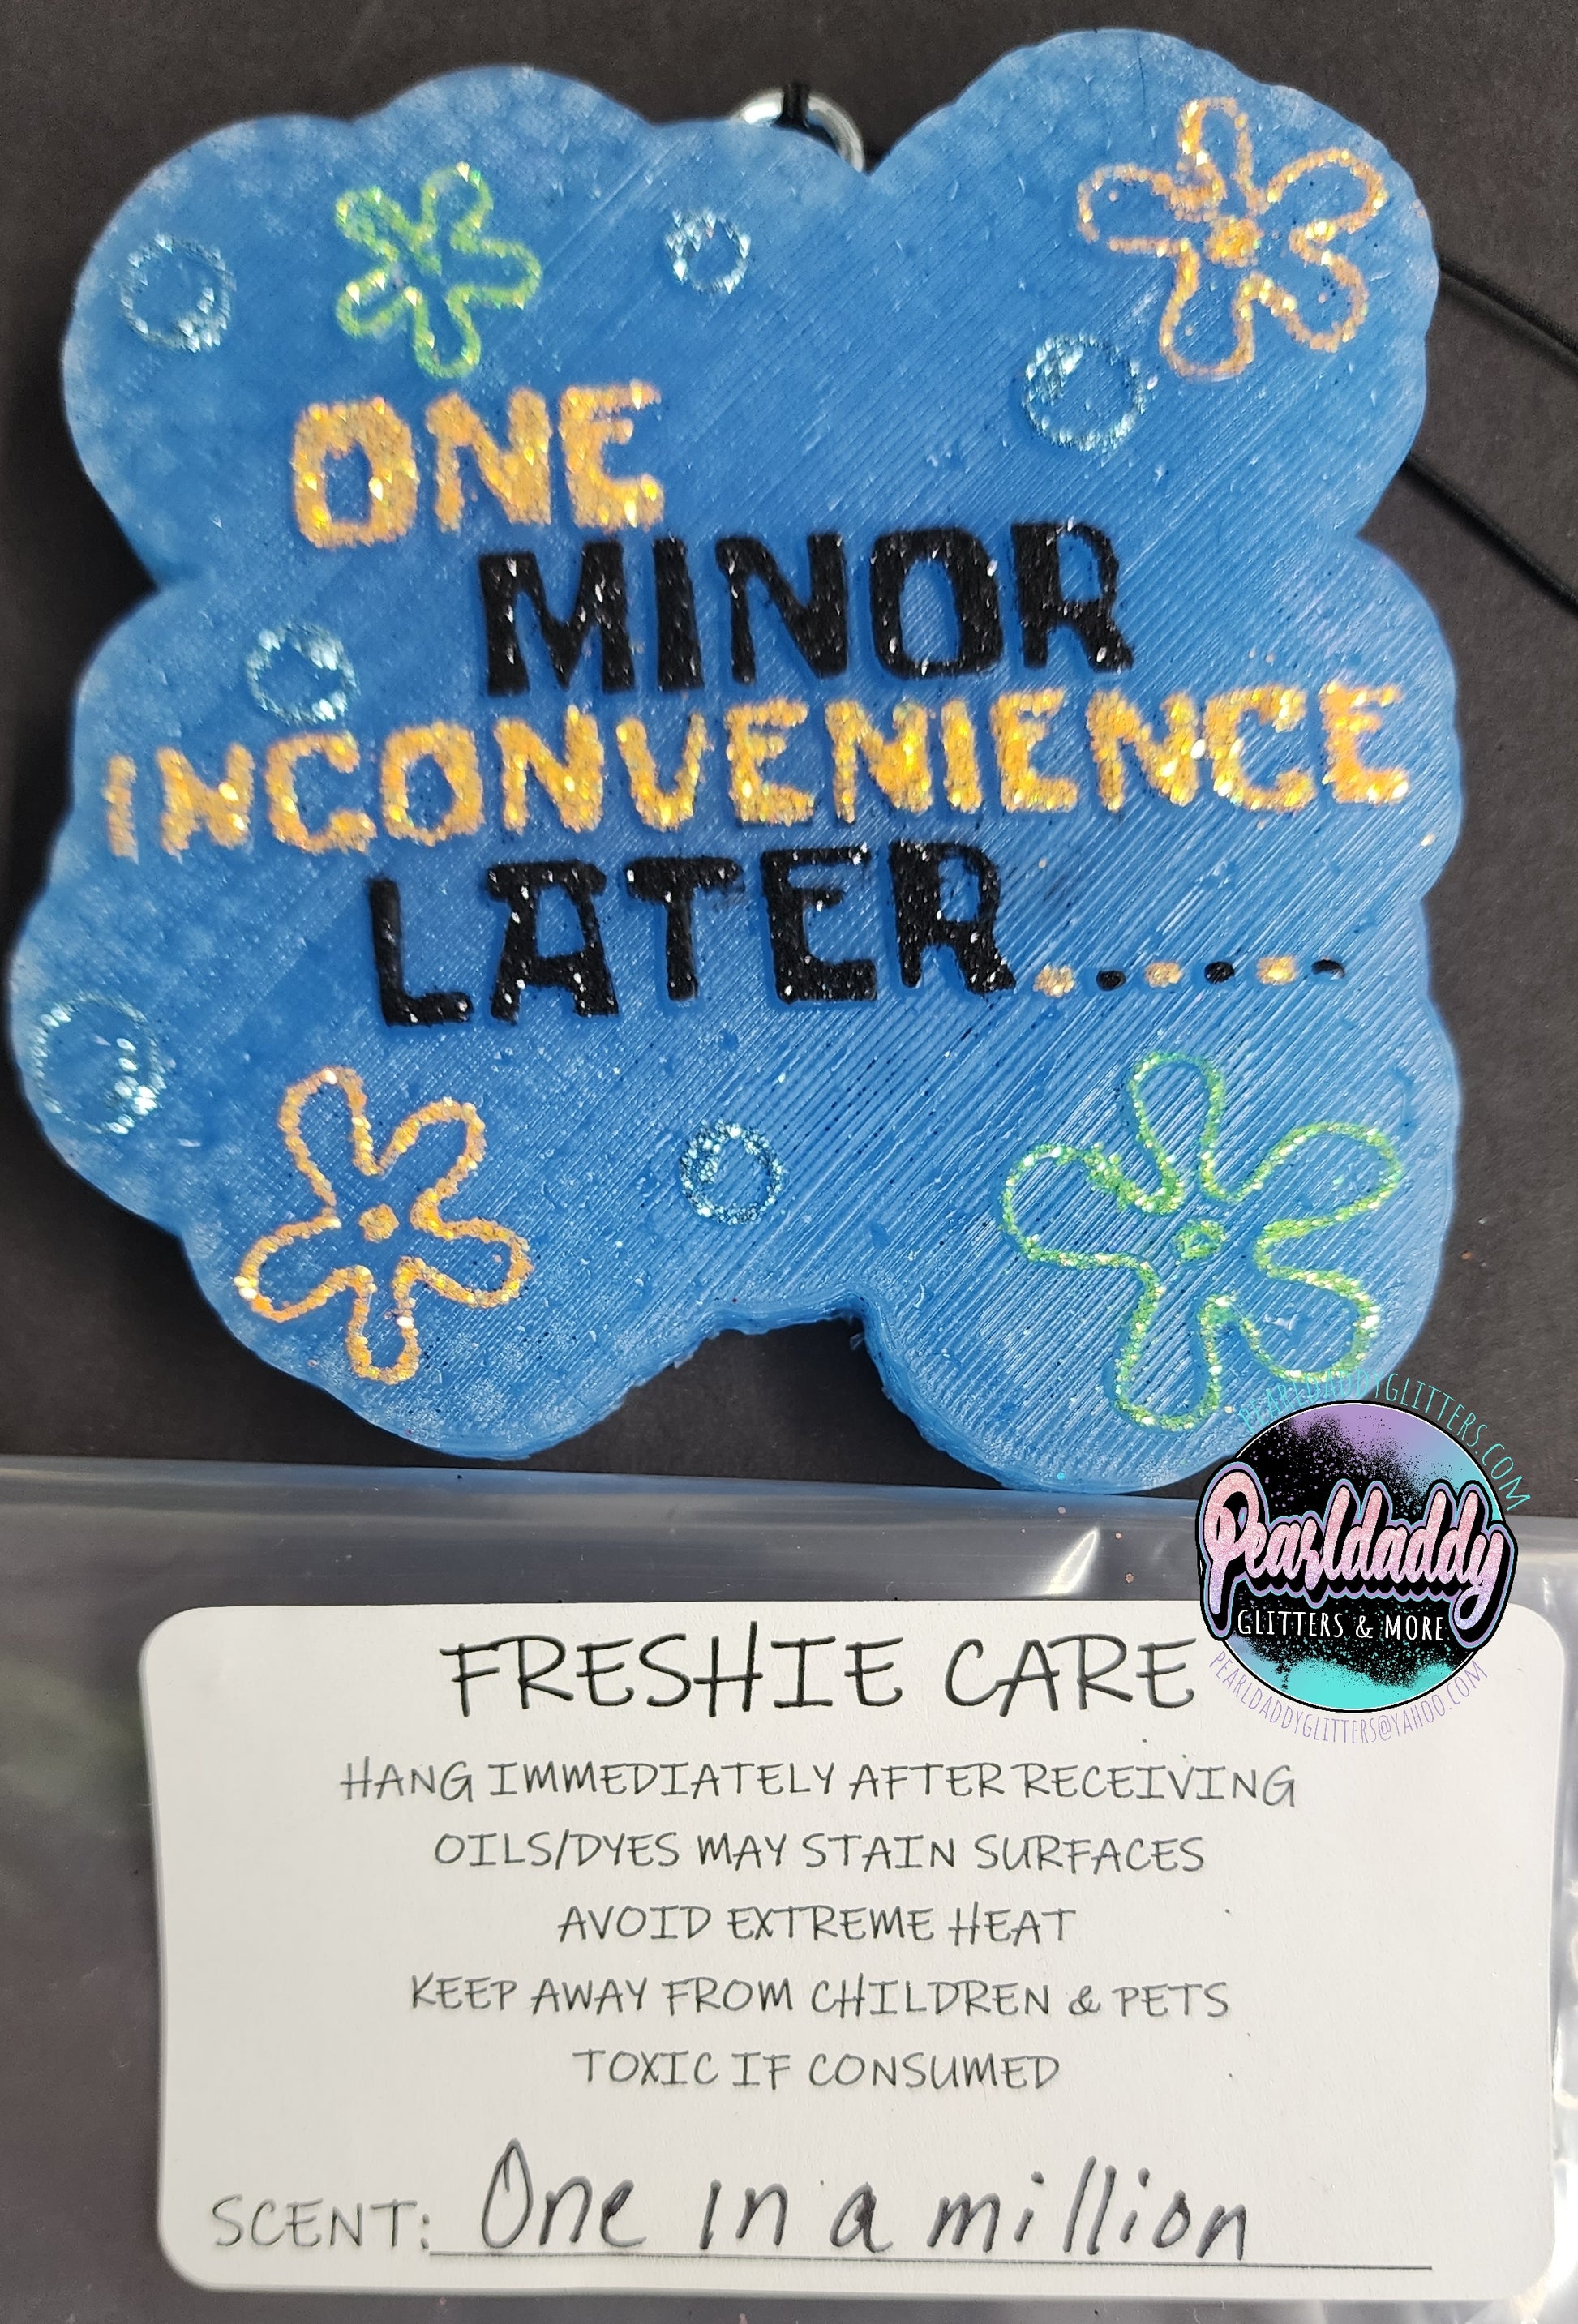 ONE
MINOR
INCONVENIENCE
LATER......
PEARLDADDYGLITTERS.COM
Pearldaddy
GLITTERS & MORE
PEARLDADDYGLITTERS@YAHOO.COM
FRESHIE CARE
HANG IMMEDIATELY AFTER RECEIVING
OILS/DYES MAY STAIN SURFACES
AVOID EXTREME HEAT
KEEP AWAY FROM CHILDREN & PETS
TOXIC IF CONSUMED
SCENT: One in a million